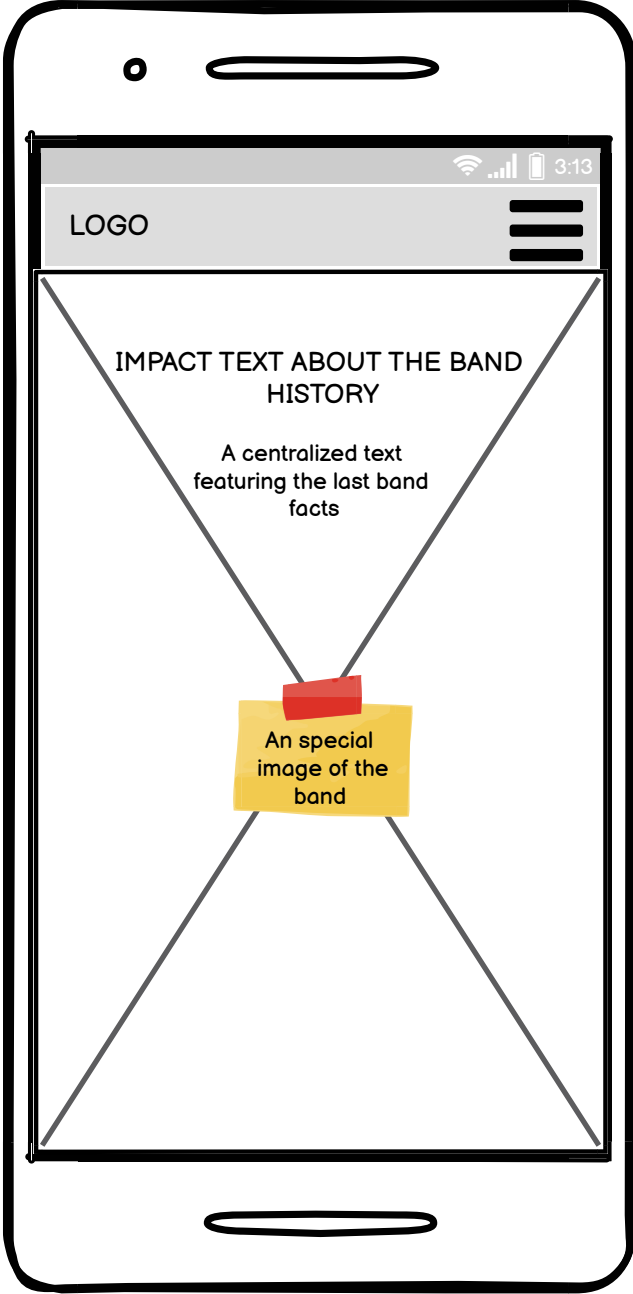 3:13
LOGO
IMPACT TEXT ABOUT THE BAND
HISTORY
A centralized text
featuring the last band
facts
An special
image of the
band